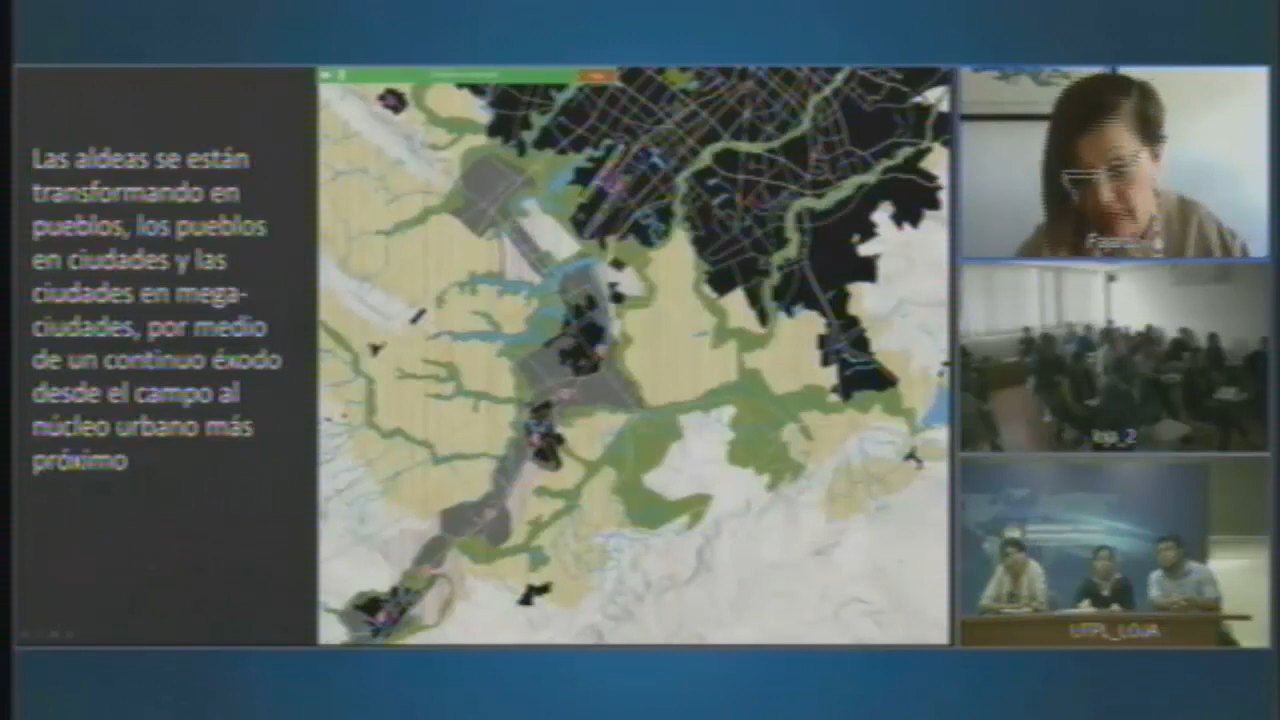 Las aldeas se están
transformando en
pueblos, los pueblos
en ciudades y las
ciudades en mega-
ciudades, por medio
de un continuo éxodo
desde el campo al
núcleo urbano más
próximo
loja_2
UTPL_LOJA